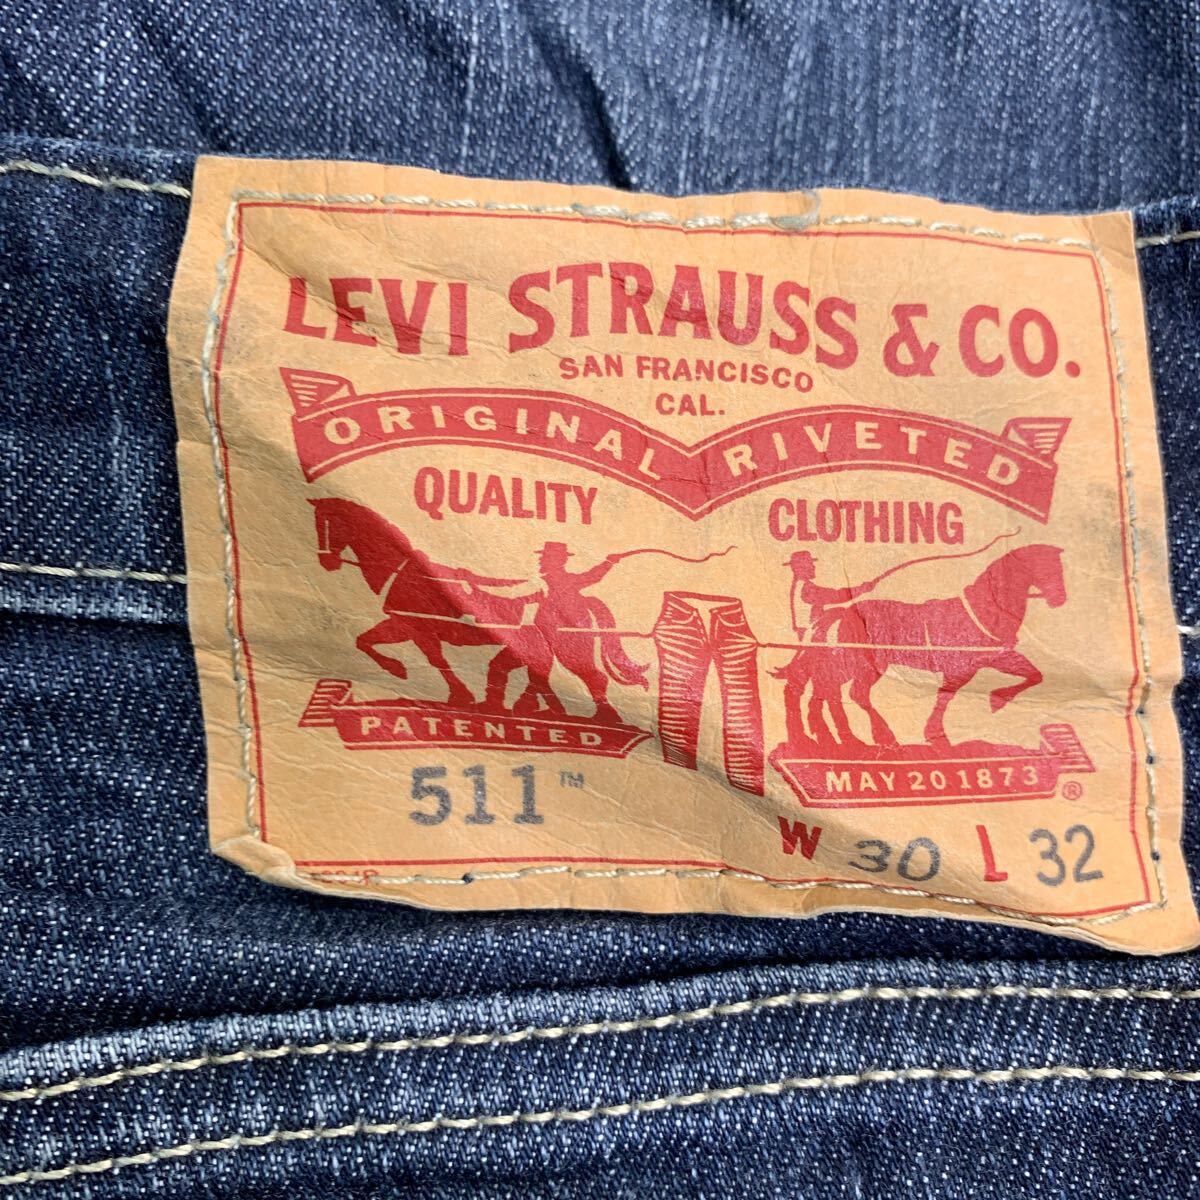 LEVI STRAUSS & CO.
SAN FRANCISCO
CAL.
ORIGINAL RIVETED
QUALITY CLOTHING
PATENTED
MAY 20 1873
®
511™
W 30 L 32